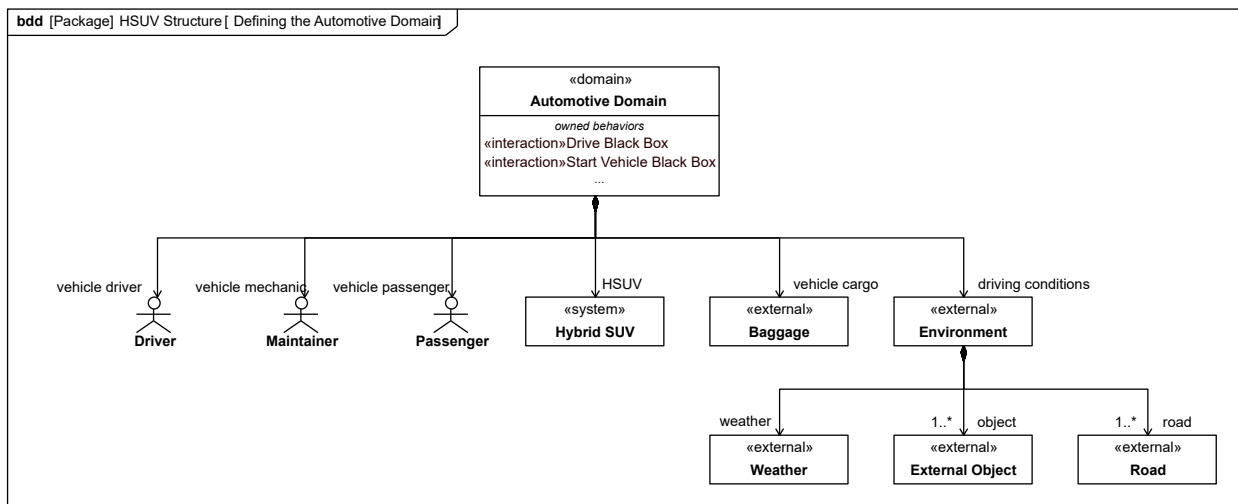 bdd [Package] HSUV Structure [ Defining the Automotive Domain]
«domain»
Automotive Domain
owned behaviors
«interaction»Drive Black Box
«interaction»Start Vehicle Black Box
...
vehicle driver
vehicle mechanic
vehicle passenger
HSUV
vehicle cargo
driving conditions
Driver
Maintainer
Passenger
«system»
Hybrid SUV
«external»
Baggage
«external»
Environment
weather
1..* object
1..* road
«external»
Weather
«external»
External Object
«external»
Road